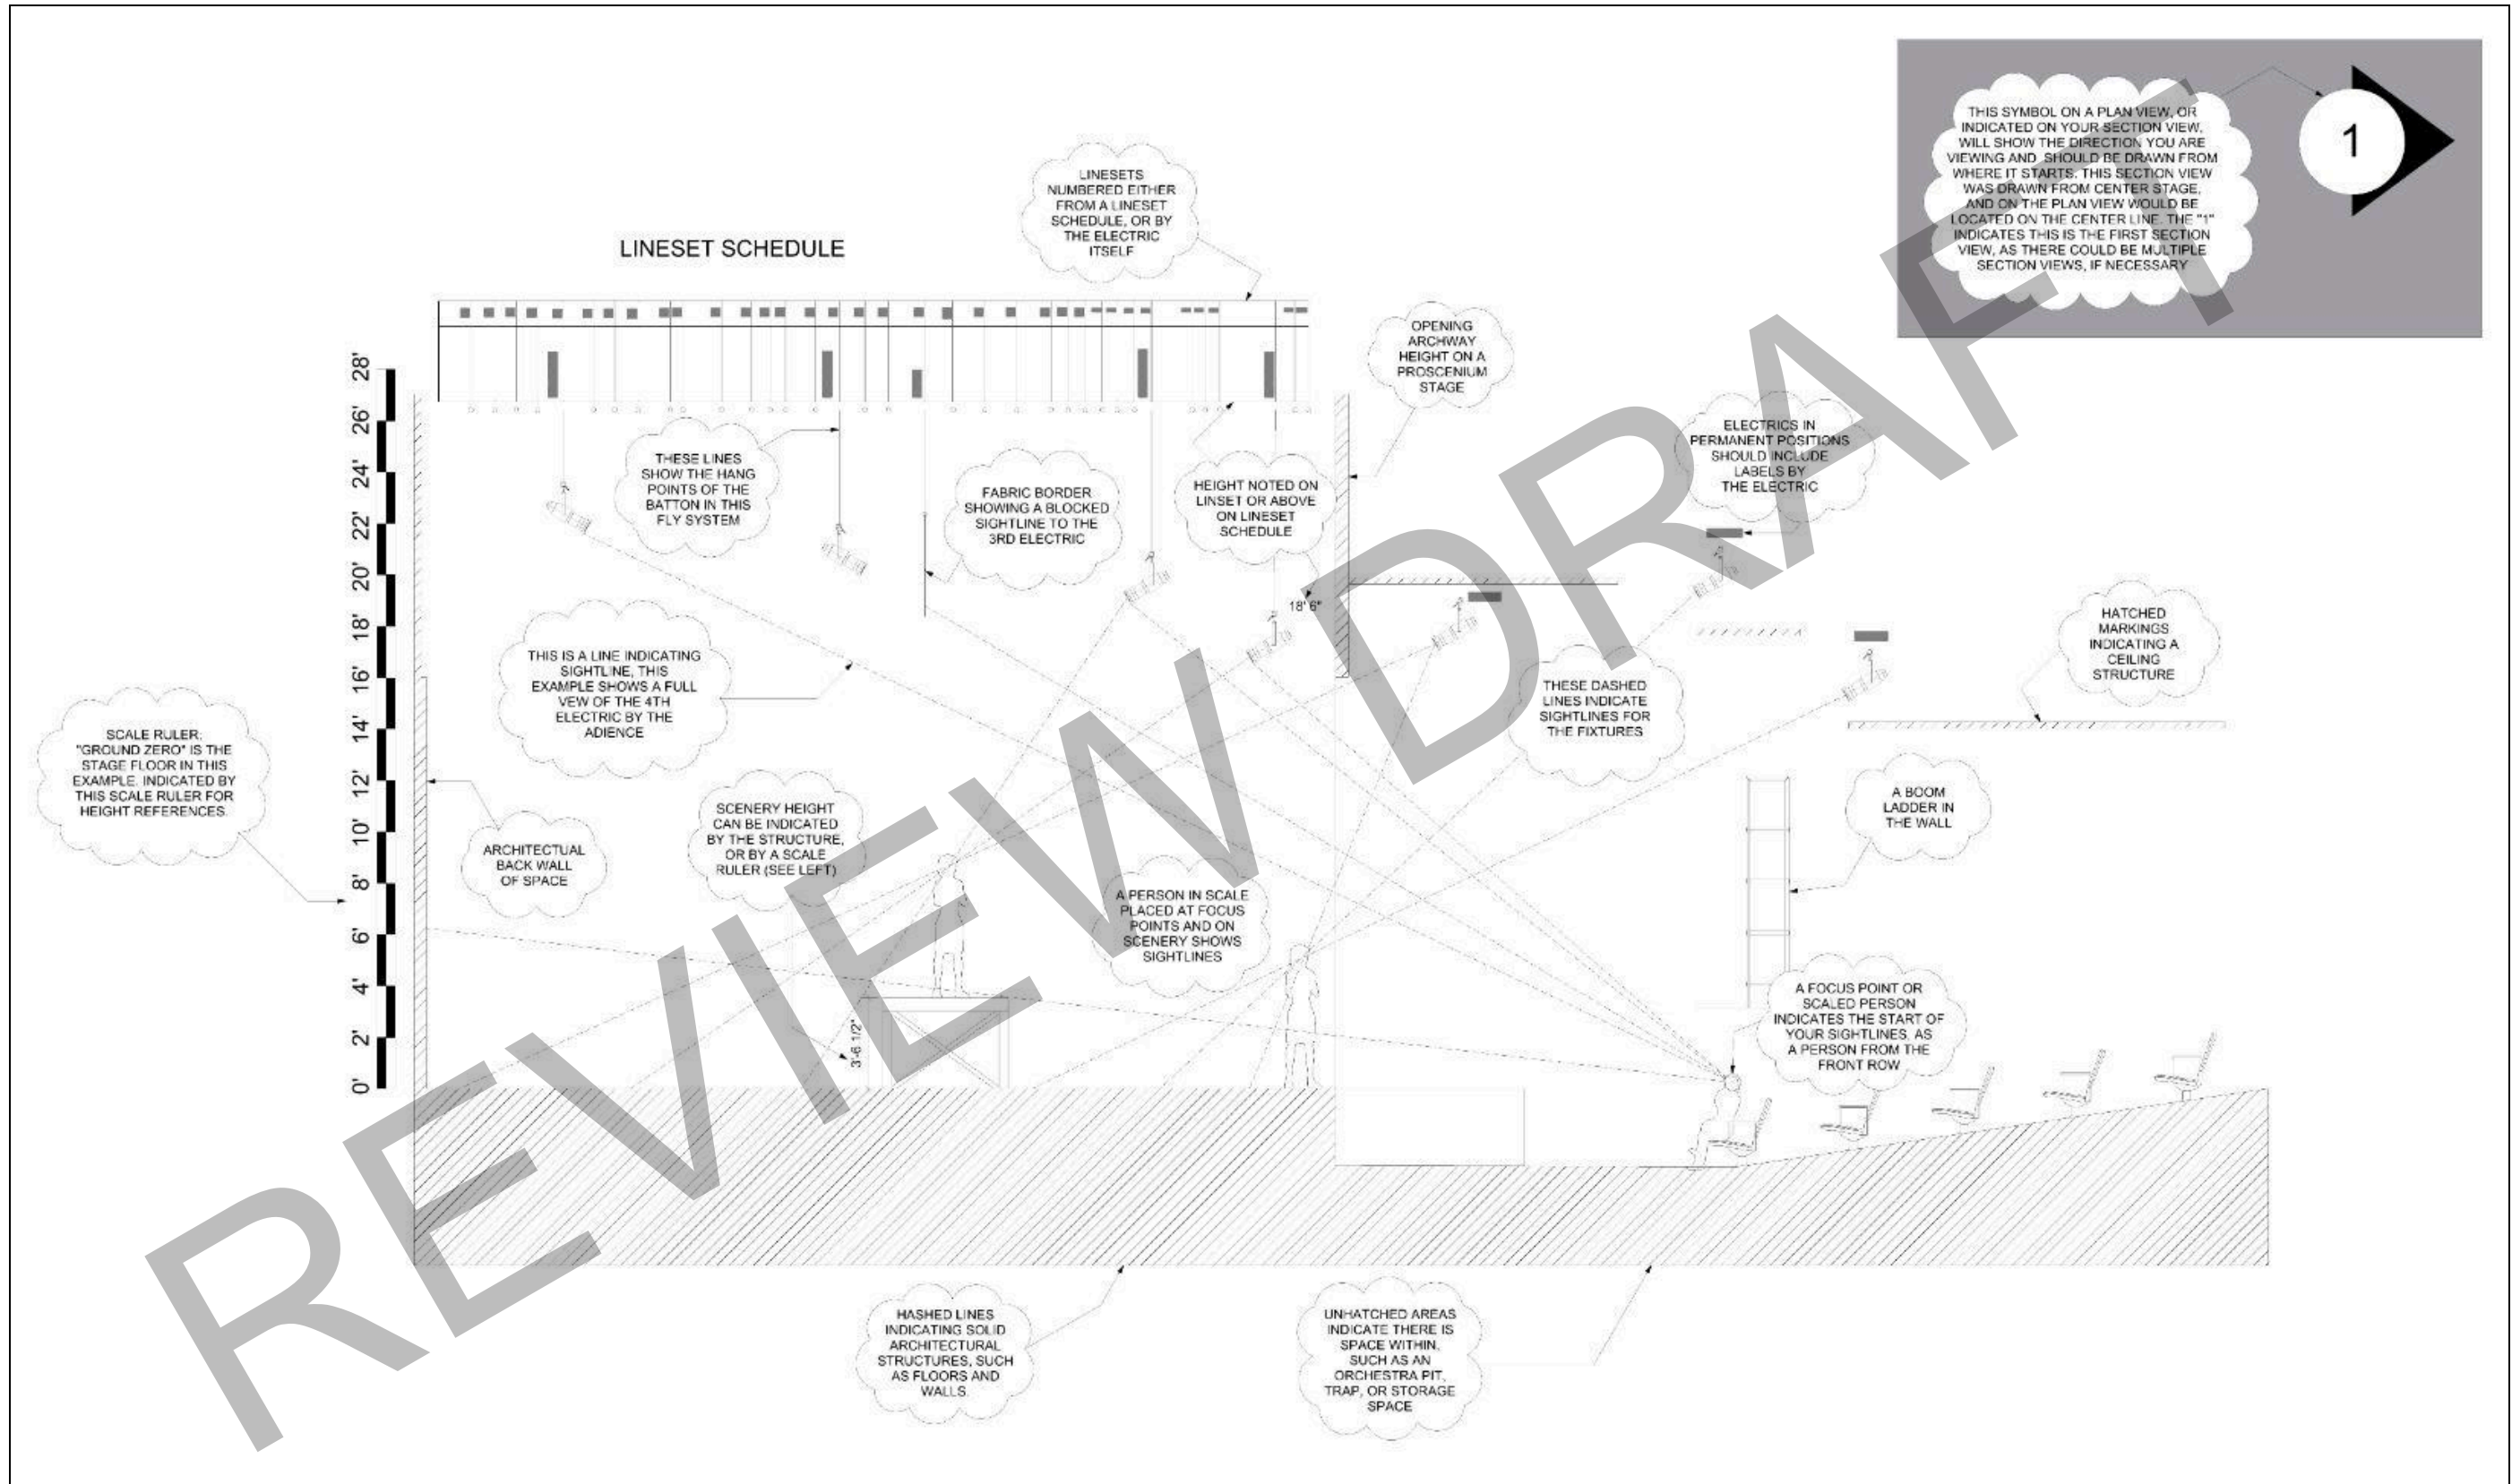 THIS SYMBOL ON A PLAN VIEW, OR
INDICATED ON YOUR SECTION VIEW,
WILL SHOW THE DIRECTION YOU ARE
VIEWING AND SHOULD BE DRAWN FROM
WHERE IT STARTS. THIS SECTION VIEW
WAS DRAWN FROM CENTER STAGE,
AND ON THE PLAN VIEW WOULD BE
LOCATED ON THE CENTER LINE. THE "1"
INDICATES THIS IS THE FIRST SECTION
VIEW, AS THERE COULD BE MULTIPLE
SECTION VIEWS, IF NECESSARY
1
LINESETS
NUMBERED EITHER
FROM A LINESET
SCHEDULE, OR BY
THE ELECTRIC
ITSELF
LINESET SCHEDULE
OPENING
ARCHWAY
HEIGHT ON A
PROSCENIUM
STAGE
28'
26'
24'
22'
20'
18'
16'
14'
12'
10'
8'
6'
4'
2'
0'
THESE LINES
SHOW THE HANG
POINTS OF THE
BATTON IN THIS
FLY SYSTEM
FABRIC BORDER
SHOWING A BLOCKED
SIGHTLINE TO THE
3RD ELECTRIC
HEIGHT NOTED ON
LINSET OR ABOVE
ON LINESET
SCHEDULE
ELECTRICS IN
PERMANENT POSITIONS
SHOULD INCLUDE
LABELS BY
THE ELECTRIC
18' 6"
HATCHED
MARKINGS
INDICATING A
CEILING
STRUCTURE
THIS IS A LINE INDICATING
SIGHTLINE, THIS
EXAMPLE SHOWS A FULL
VEW OF THE 4TH
ELECTRIC BY THE
ADIENCE
THESE DASHED
LINES INDICATE
SIGHTLINES FOR
THE FIXTURES
SCALE RULER:
"GROUND ZERO" IS THE
STAGE FLOOR IN THIS
EXAMPLE. INDICATED BY
THIS SCALE RULER FOR
HEIGHT REFERENCES.
SCENERY HEIGHT
CAN BE INDICATED
BY THE STRUCTURE,
OR BY A SCALE
RULER (SEE LEFT)
A BOOM
LADDER IN
THE WALL
ARCHITECTUAL
BACK WALL
OF SPACE
A PERSON IN SCALE
PLACED AT FOCUS
POINTS AND ON
SCENERY SHOWS
SIGHTLINES
A FOCUS POINT OR
SCALED PERSON
INDICATES THE START OF
YOUR SIGHTLINES, AS
A PERSON FROM THE
FRONT ROW
3'-6 1/2"
HASHED LINES
INDICATING SOLID
ARCHITECTURAL
STRUCTURES, SUCH
AS FLOORS AND
WALLS.
UNHATCHED AREAS
INDICATE THERE IS
SPACE WITHIN,
SUCH AS AN
ORCHESTRA PIT,
TRAP, OR STORAGE
SPACE
REVIEW DRAFT